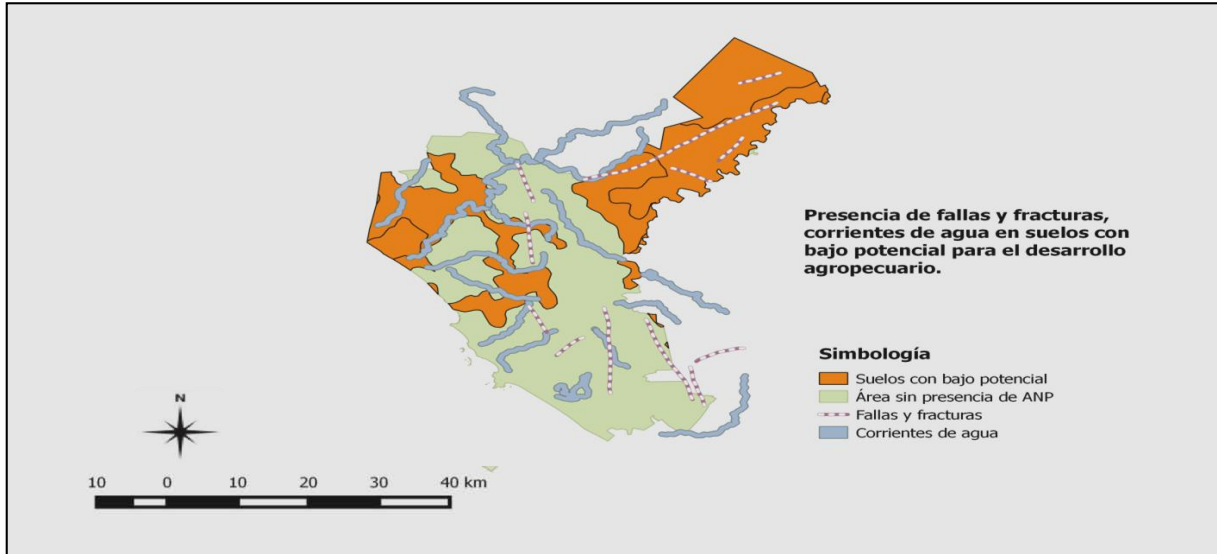 Presencia de fallas y fracturas,
corrientes de agua en suelos con
bajo potencial para el desarrollo
agropecuario.
Simbología
Suelos con bajo potencial
Área sin presencia de ANP
Fallas y fracturas
Corrientes de agua
N
10 0 10 20 30 40 km